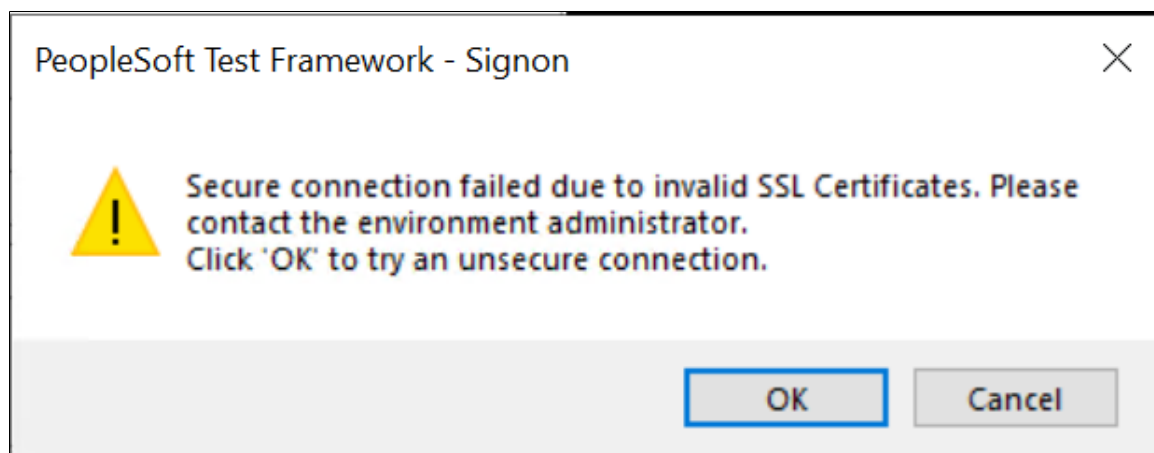 PeopleSoft Test Framework - Signon
Secure connection failed due to invalid SSL Certificates. Please
contact the environment administrator.
Click 'OK' to try an unsecure connection.
OK
Cancel